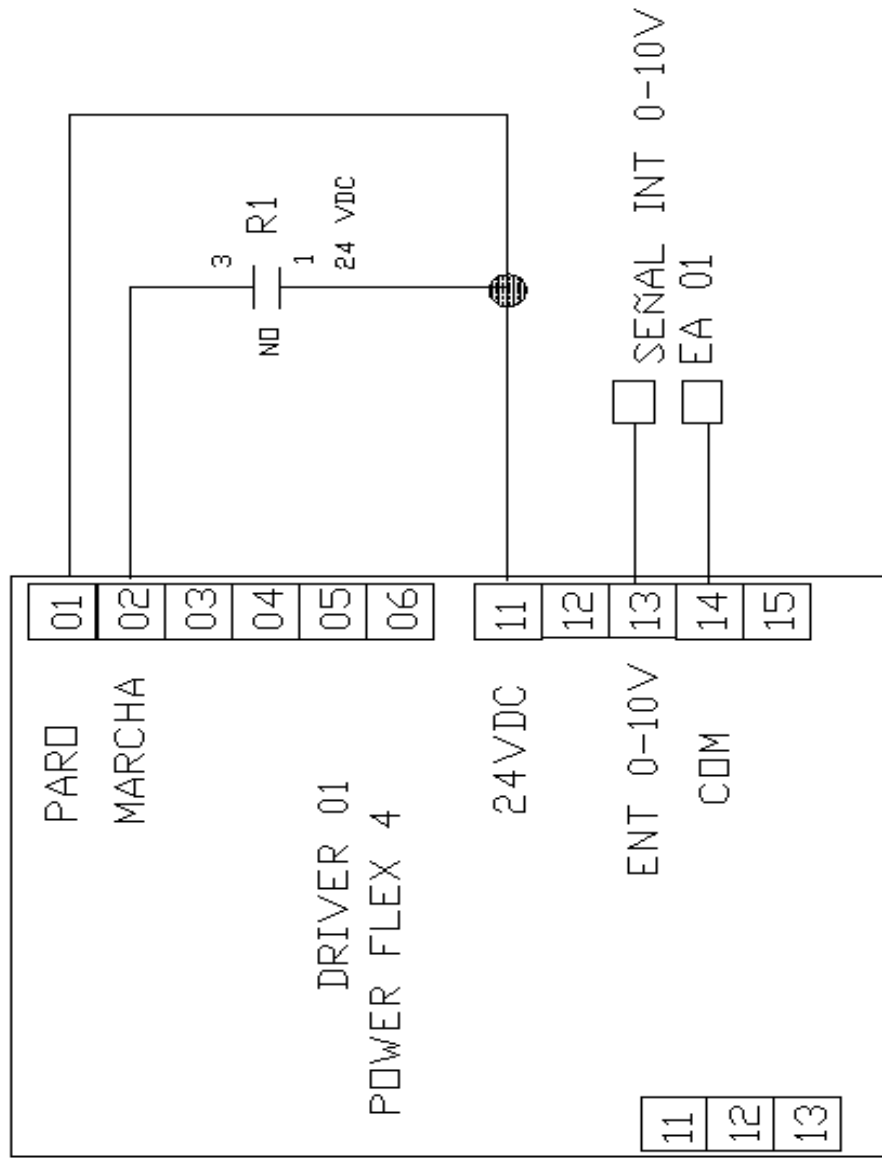 PARO
MARCHA
DRIVER 01
POWER FLEX 4
24VDC
ENT 0-10V
COM
01
02
03
04
05
06
11
12
13
14
15
11
12
13
3
R1
NO
1
24 VDC
SEÑAL INT 0-10V
EA 01